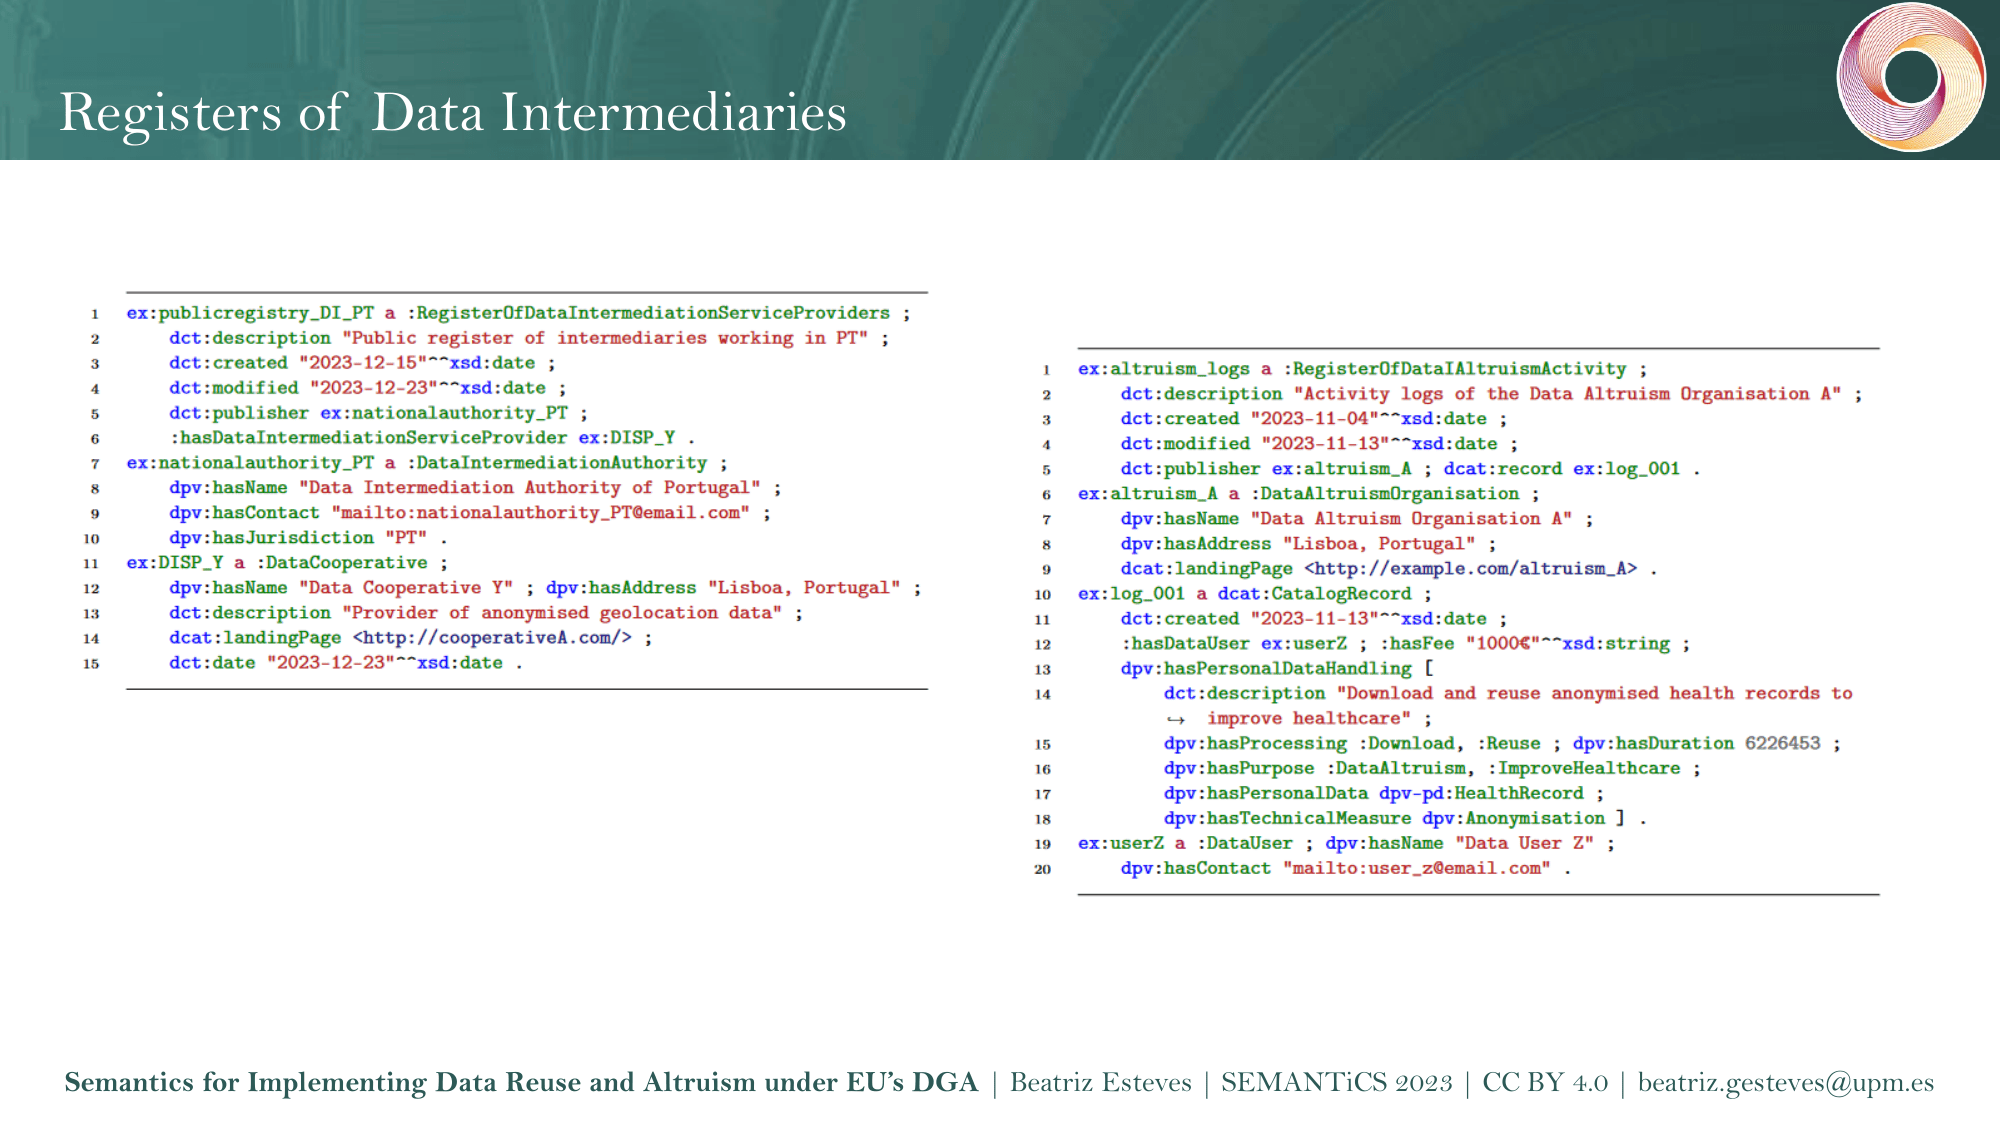 Registers of Data Intermediaries
1 ex:publicregistry_DI_PT a :RegisterOfDataIntermediationServiceProviders ;
2 dct:description "Public register of intermediaries working in PT" ;
3 dct:created "2023-12-15"^^xsd:date ;
4 dct:modified "2023-12-23"^^xsd:date ;
5 dct:publisher ex:nationalauthority_PT ;
6 :hasDataIntermediationServiceProvider ex:DISP_Y .
7 ex:nationalauthority_PT a :DataIntermediationAuthority ;
8 dpv:hasName "Data Intermediation Authority of Portugal" ;
9 dpv:hasContact "mailto:nationalauthority_PT@email.com" ;
10 dpv:hasJurisdiction "PT" .
11 ex:DISP_Y a :DataCooperative ;
12 dpv:hasName "Data Cooperative Y" ; dpv:hasAddress "Lisboa, Portugal" ;
13 dct:description "Provider of anonymised geolocation data" ;
14 dcat:landingPage <http://cooperativeA.com/> ;
15 dct:date "2023-12-23"^^xsd:date .
1 ex:altruism_logs a :RegisterOfDataIAltruismActivity ;
2 dct:description "Activity logs of the Data Altruism Organisation A" ;
3 dct:created "2023-11-04"^^xsd:date ;
4 dct:modified "2023-11-13"^^xsd:date ;
5 dct:publisher ex:altruism_A ; dcat:record ex:log_001 .
6 ex:altruism_A a :DataAltruismOrganisation ;
7 dpv:hasName "Data Altruism Organisation A" ;
8 dpv:hasAddress "Lisboa, Portugal" ;
9 dcat:landingPage <http://example.com/altruism_A> .
10 ex:log_001 a dcat:CatalogRecord ;
11 dct:created "2023-11-13"^^xsd:date ;
12 :hasDataUser ex:userZ ; :hasFee "1000€"^^xsd:string ;
13 dpv:hasPersonalDataHandling [
14 dct:description "Download and reuse anonymised health records to
↪ improve healthcare" ;
15 dpv:hasProcessing :Download, :Reuse ; dpv:hasDuration 6226453 ;
16 dpv:hasPurpose :DataAltruism, :ImproveHealthcare ;
17 dpv:hasPersonalData dpv-pd:HealthRecord ;
18 dpv:hasTechnicalMeasure dpv:Anonymisation ] .
19 ex:userZ a :DataUser ; dpv:hasName "Data User Z" ;
20 dpv:hasContact "mailto:user_z@email.com" .
Semantics for Implementing Data Reuse and Altruism under EU's DGA | Beatriz Esteves | SEMANTiCS 2023 | CC BY 4.0 | beatriz.gesteves@upm.es